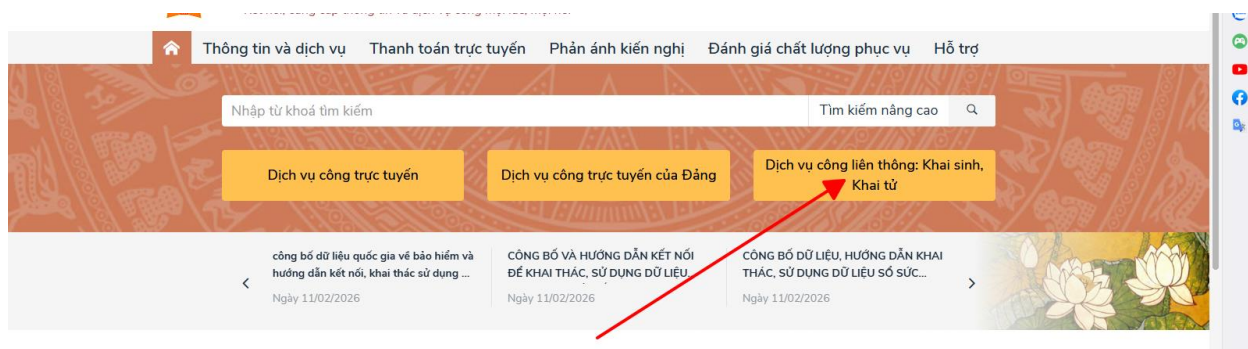 Thông tin và dịch vụ Thanh toán trực tuyến Phản ánh kiến nghị Đánh giá chất lượng phục vụ Hỗ trợ
Nhập từ khoá tìm kiếm Tìm kiếm nâng cao
Dịch vụ công trực tuyến
Dịch vụ công trực tuyến của Đảng
Dịch vụ công liên thông: Khai sinh,
Khai tử
công bố dữ liệu quốc gia về bảo hiểm và
hướng dẫn kết nối, khai thác sử dụng ...
Ngày 11/02/2026
CÔNG BỐ VÀ HƯỚNG DẪN KẾT NỐI
ĐỂ KHAI THÁC, SỬ DỤNG DỮ LIỆU...
Ngày 11/02/2026
CÔNG BỐ DỮ LIỆU, HƯỚNG DẪN KHAI
THÁC, SỬ DỤNG DỮ LIỆU SỔ SỨC...
Ngày 11/02/2026